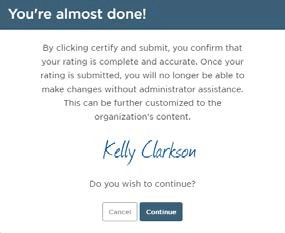 You're almost done!
By clicking certify and submit, you confirm that
your rating is complete and accurate. Once your
rating is submitted, you will no longer be able to
make changes without administrator assistance.
This can be further customized to the
organization's content.
Kelly Clarkson
Do you wish to continue?
Cancel
Continue